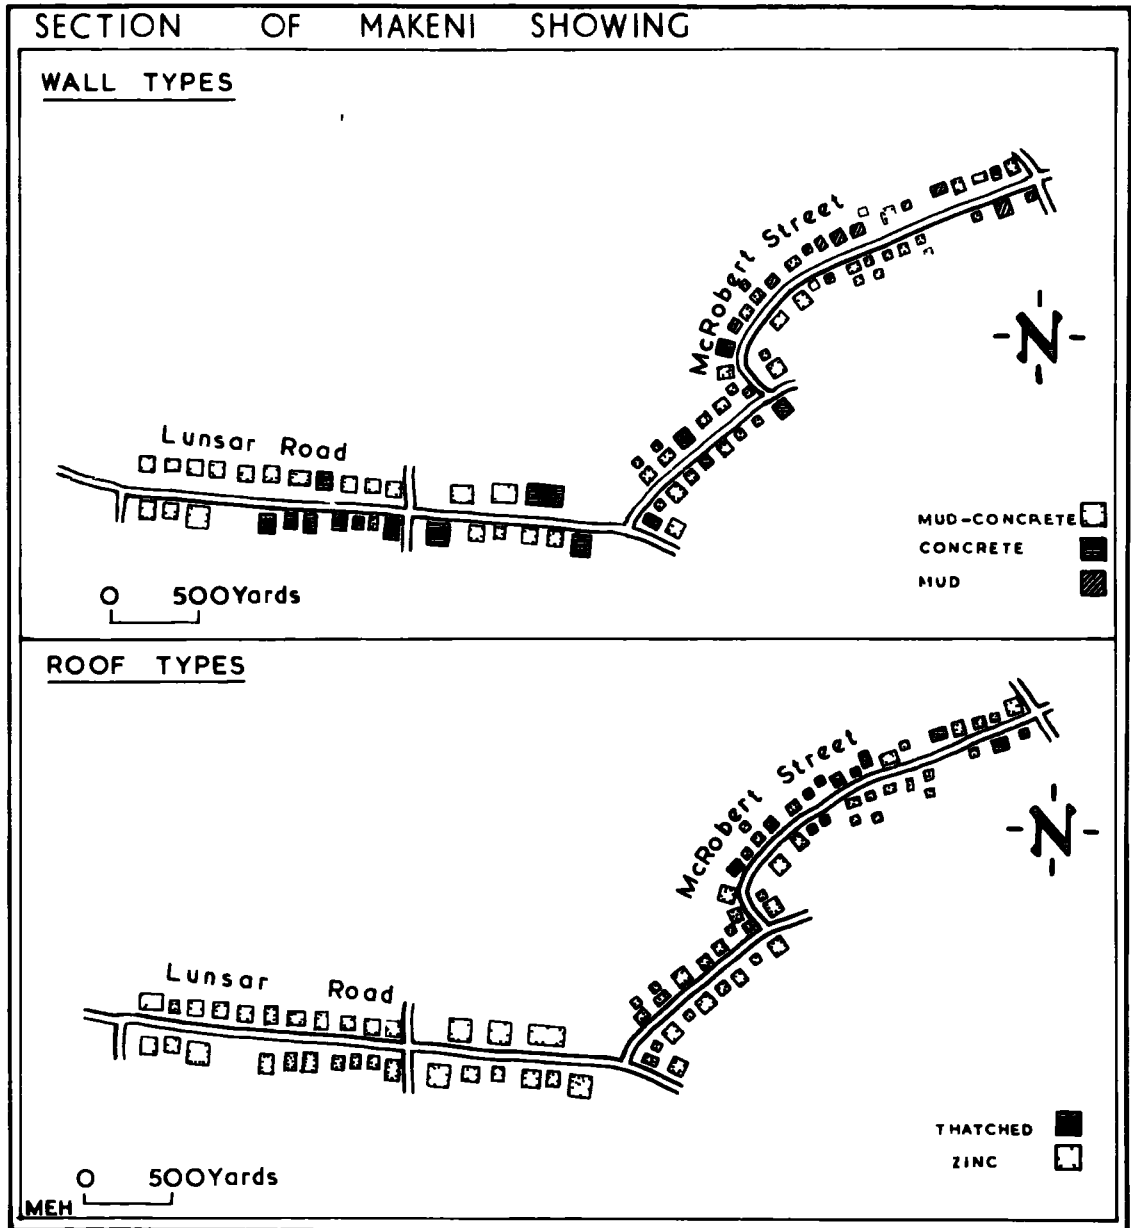 SECTION OF MAKENI SHOWING
WALL TYPES
McRobert Street
N
Lunsar Road
MUD-CONCRETE
CONCRETE
MUD
0 500Yards
ROOF TYPES
McRobert Street
N
Lunsar Road
THATCHED
ZINC
0 500Yards
MEH